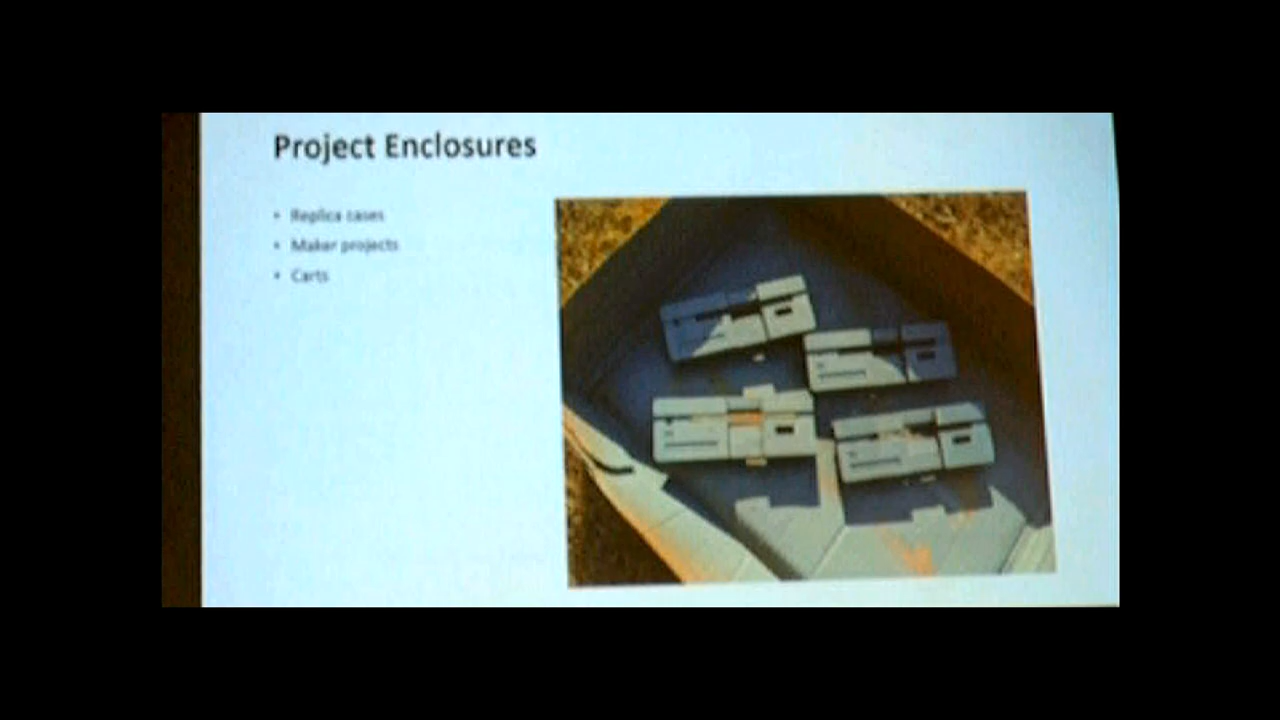 Project Enclosures
• Replica cases
• Maker projects
• Carts